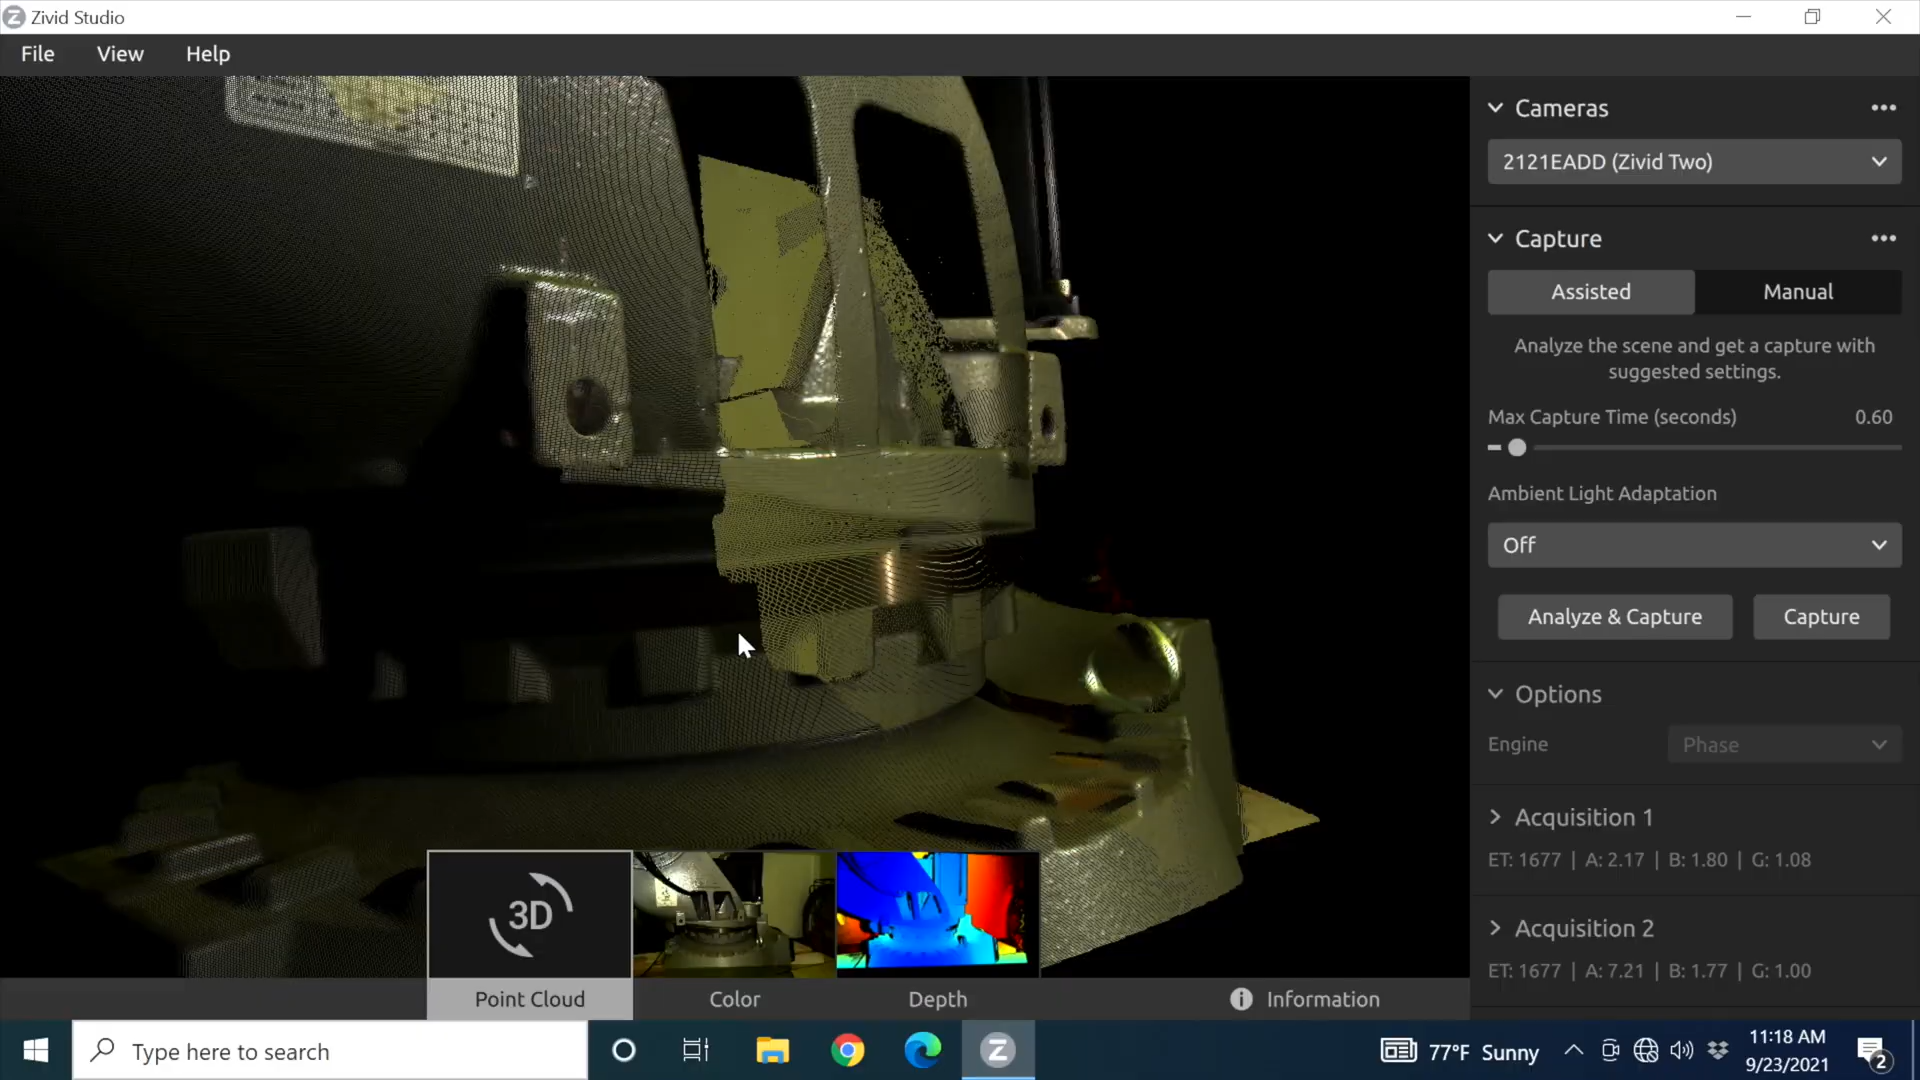 Zivid Studio
File View Help
Cameras
2121EADD (Zivid Two)
Capture
Assisted Manual
Analyze the scene and get a capture with
suggested settings.
Max Capture Time (seconds) 0.60
Ambient Light Adaptation
Off
Analyze & Capture Capture
Options
Engine Phase
Acquisition 1
ET: 1677 | A: 2.17 | B: 1.80 | G: 1.08
Acquisition 2
ET: 1677 | A: 7.21 | B: 1.77 | G: 1.00
3D
Point Cloud Color Depth Information
Type here to search
77°F Sunny
11:18 AM
9/23/2021
2